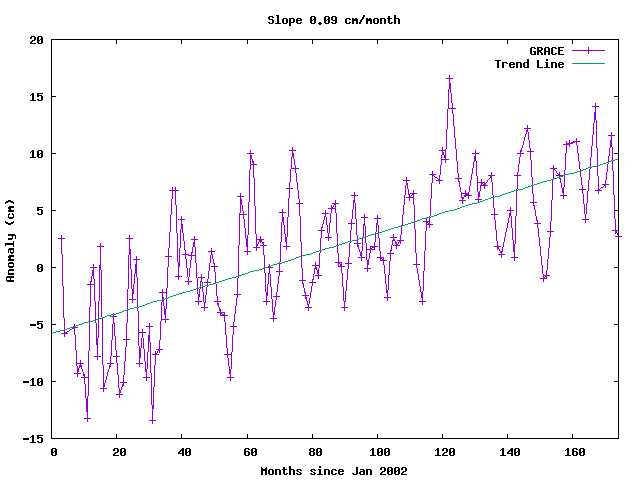 Slope 0.09 cm/month
GRACE
Trend Line
Anomaly (cm)
20
15
10
5
0
-5
-10
-15
0 20 40 60 80 100 120 140 160
Months since Jan 2002